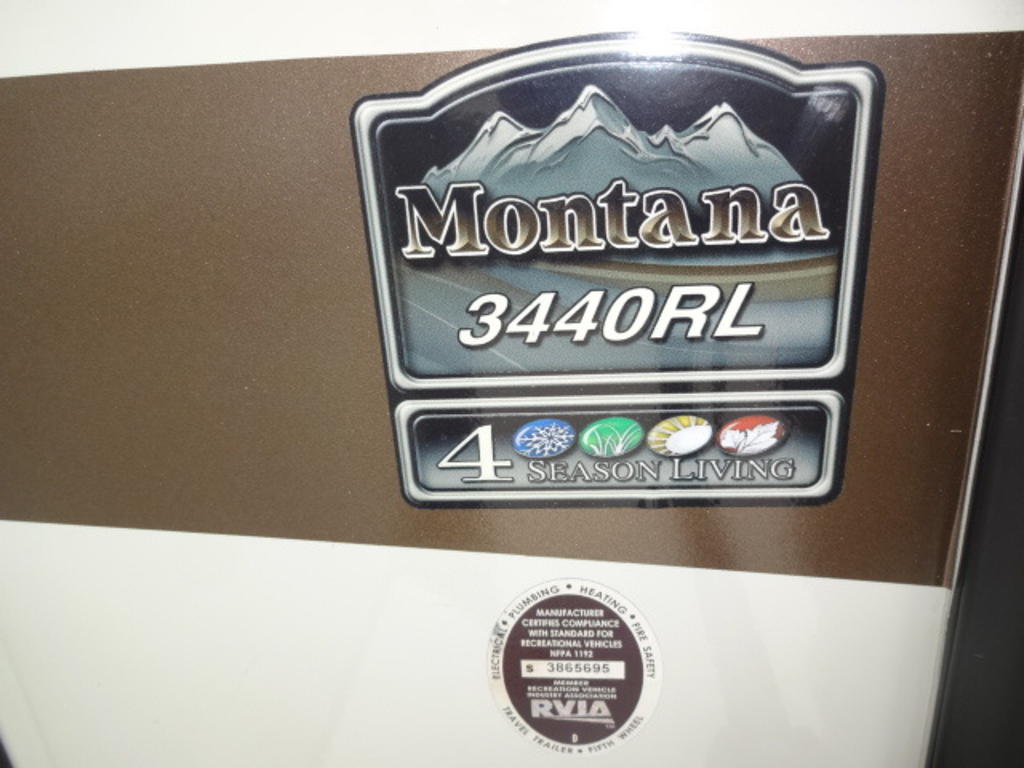 Montana
3440RL
4 SEASON LIVING
ELECTRICAL • PLUMBING • HEATING • FIRE SAFETY
MANUFACTURER
CERTIFIES COMPLIANCE
WITH STANDARD FOR
RECREATIONAL VEHICLES
NFPA 1192
S 3865695
MEMBER
RECREATION VEHICLE
INDUSTRY ASSOCIATION
RVIA
D
TRAVEL TRAILER • FIFTH WHEEL